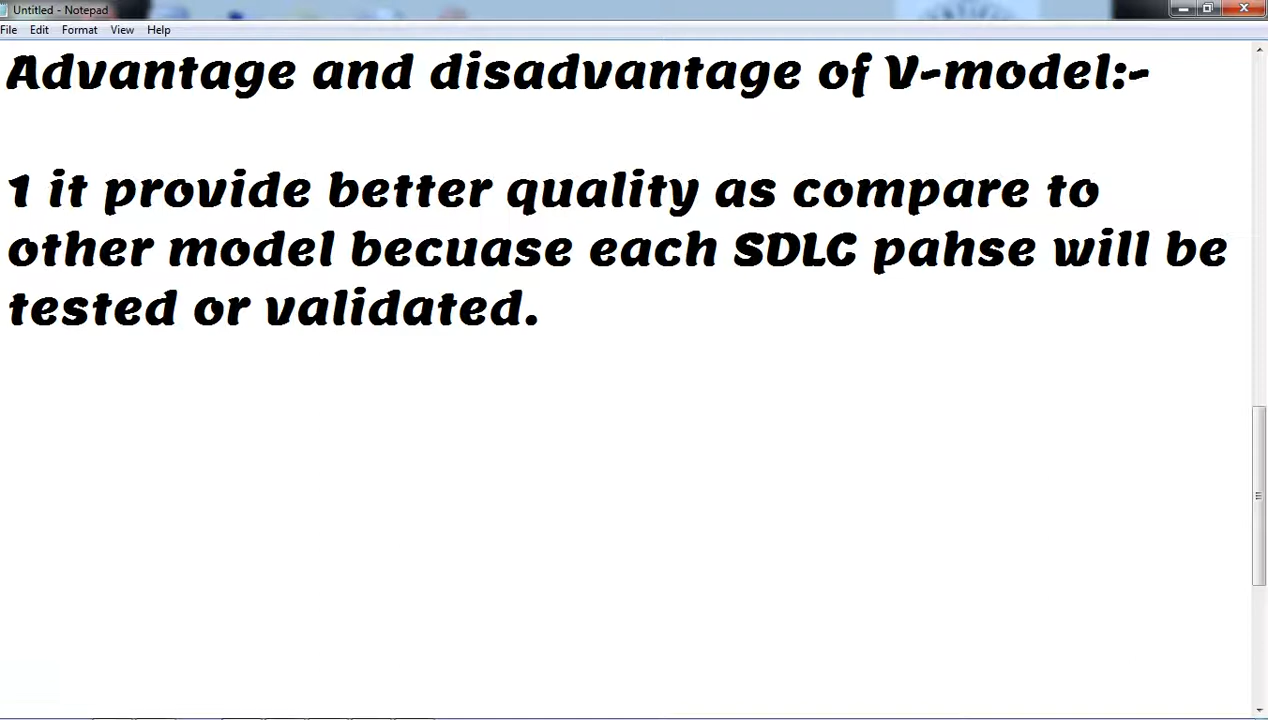 Untitled - Notepad
File Edit Format View Help
Advantage and disadvantage of V-model:-
1 it provide better quality as compare to
other model becuase each SDLC pahse will be
tested or validated.